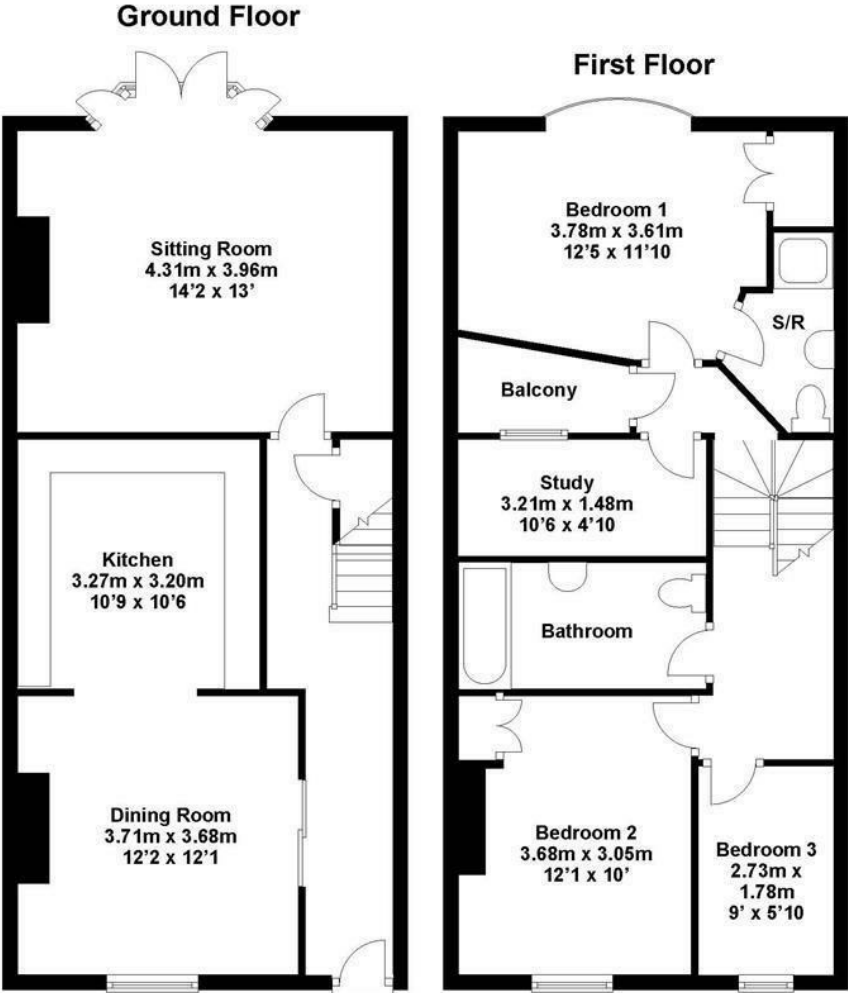 Ground Floor
Sitting Room
4.31m x 3.96m
14'2 x 13'
Kitchen
3.27m x 3.20m
10'9 x 10'6
Dining Room
3.71m x 3.68m
12'2 x 12'1
First Floor
Bedroom 1
3.78m x 3.61m
12'5 x 11'10
S/R
Balcony
Study
3.21m x 1.48m
10'6 x 4'10
Bathroom
Bedroom 2
3.68m x 3.05m
12'1 x 10'
Bedroom 3
2.73m x
1.78m
9' x 5'10